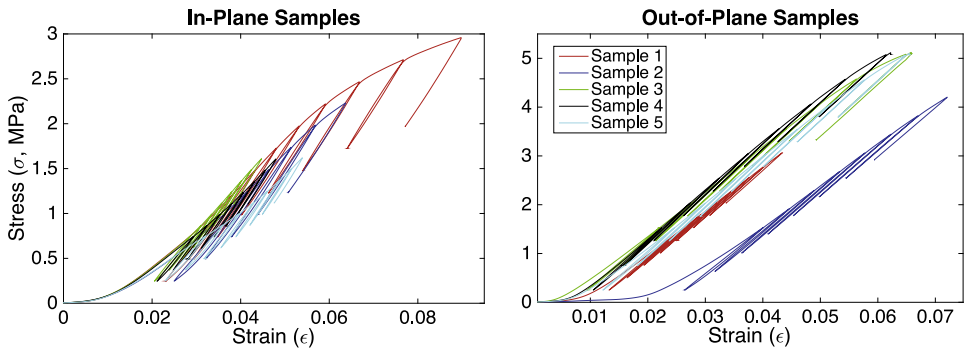 In-Plane Samples
Out-of-Plane Samples
Stress (σ, MPa)
3
2.5
2
1.5
1
0.5
0
0
0.02
0.04
0.06
0.08
Strain (ϵ)
5
4
3
2
1
0
0.01
0.02
0.03
0.04
0.05
0.06
0.07
Strain (ϵ)
Sample 1
Sample 2
Sample 3
Sample 4
Sample 5